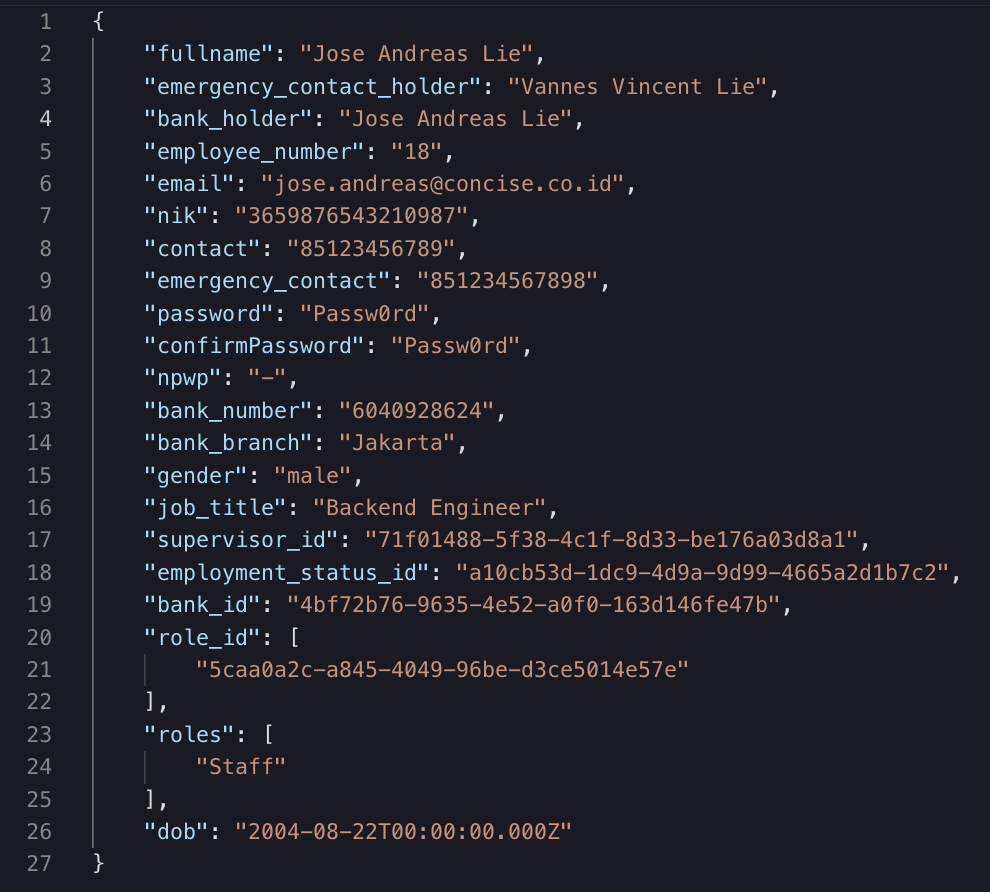 1 {
2 "fullname": "Jose Andreas Lie",
3 "emergency_contact_holder": "Vannes Vincent Lie",
4 "bank_holder": "Jose Andreas Lie",
5 "employee_number": "18",
6 "email": "jose.andreas@concise.co.id",
7 "nik": "3659876543210987",
8 "contact": "85123456789",
9 "emergency_contact": "851234567898",
10 "password": "Passw0rd",
11 "confirmPassword": "Passw0rd",
12 "npwp": "-",
13 "bank_number": "6040928624",
14 "bank_branch": "Jakarta",
15 "gender": "male",
16 "job_title": "Backend Engineer",
17 "supervisor_id": "71f01488-5f38-4c1f-8d33-be176a03d8a1",
18 "employment_status_id": "a10cb53d-1dc9-4d9a-9d99-4665a2d1b7c2",
19 "bank_id": "4bf72b76-9635-4e52-a0f0-163d146fe47b",
20 "role_id": [
21 "5caa0a2c-a845-4049-96be-d3ce5014e57e"
22 ],
23 "roles": [
24 "Staff"
25 ],
26 "dob": "2004-08-22T00:00:00.000Z"
27 }